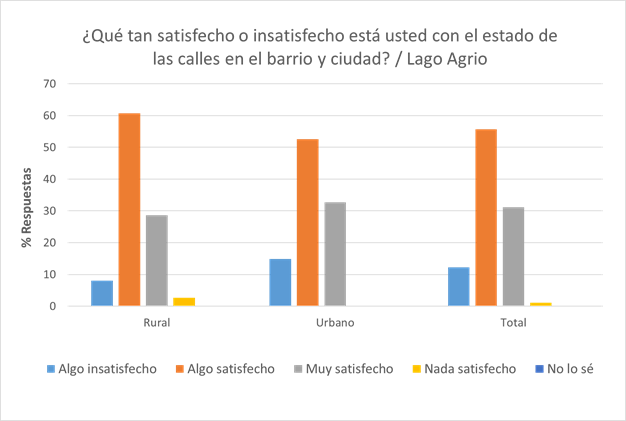 ¿Qué tan satisfecho o insatisfecho está usted con el estado de
las calles en el barrio y ciudad? / Lago Agrio
% Respuestas
70
60
50
40
30
20
10
0
Rural Urbano Total
Algo insatisfecho Algo satisfecho Muy satisfecho Nada satisfecho No lo sé